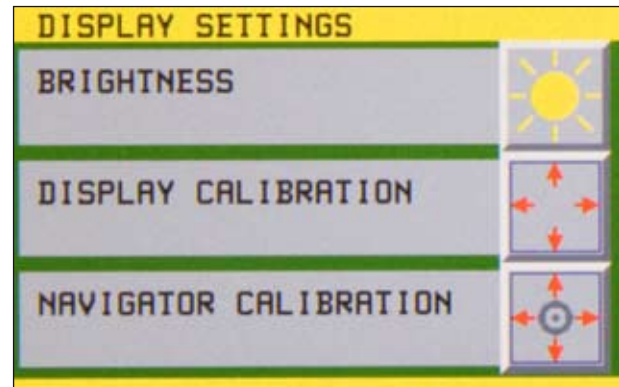 DISPLAY SETTINGS
BRIGHTNESS
DISPLAY CALIBRATION
NAVIGATOR CALIBRATION